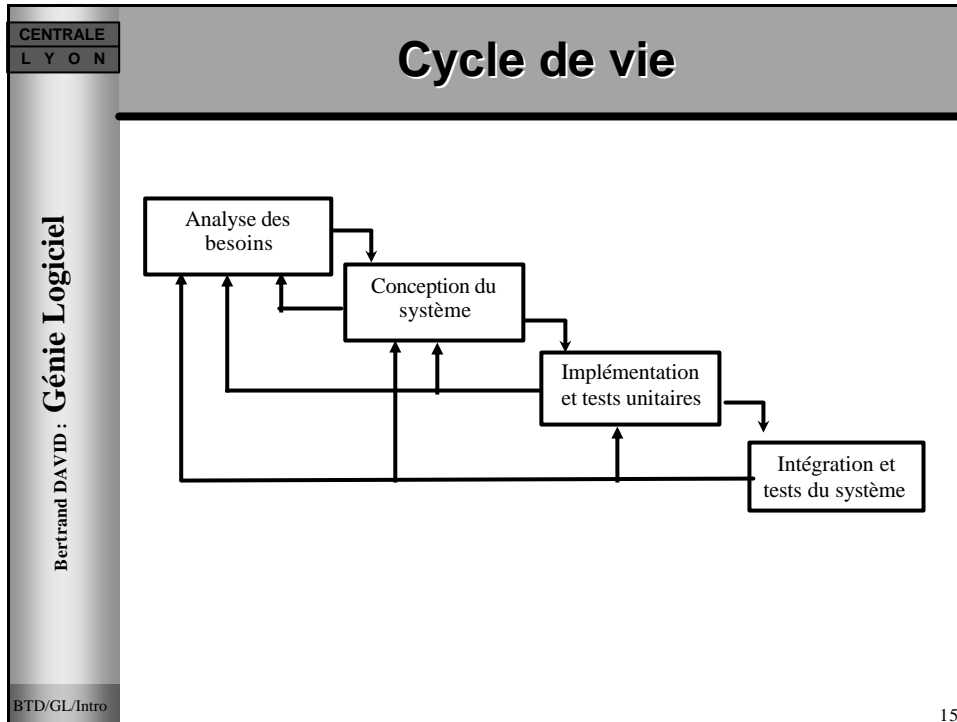 CENTRALE
L Y O N
Cycle de vie
Bertrand DAVID : Génie Logiciel
Analyse des
besoins
Conception du
système
Implémentation
et tests unitaires
Intégration et
tests du système
BTD/GL/Intro
15